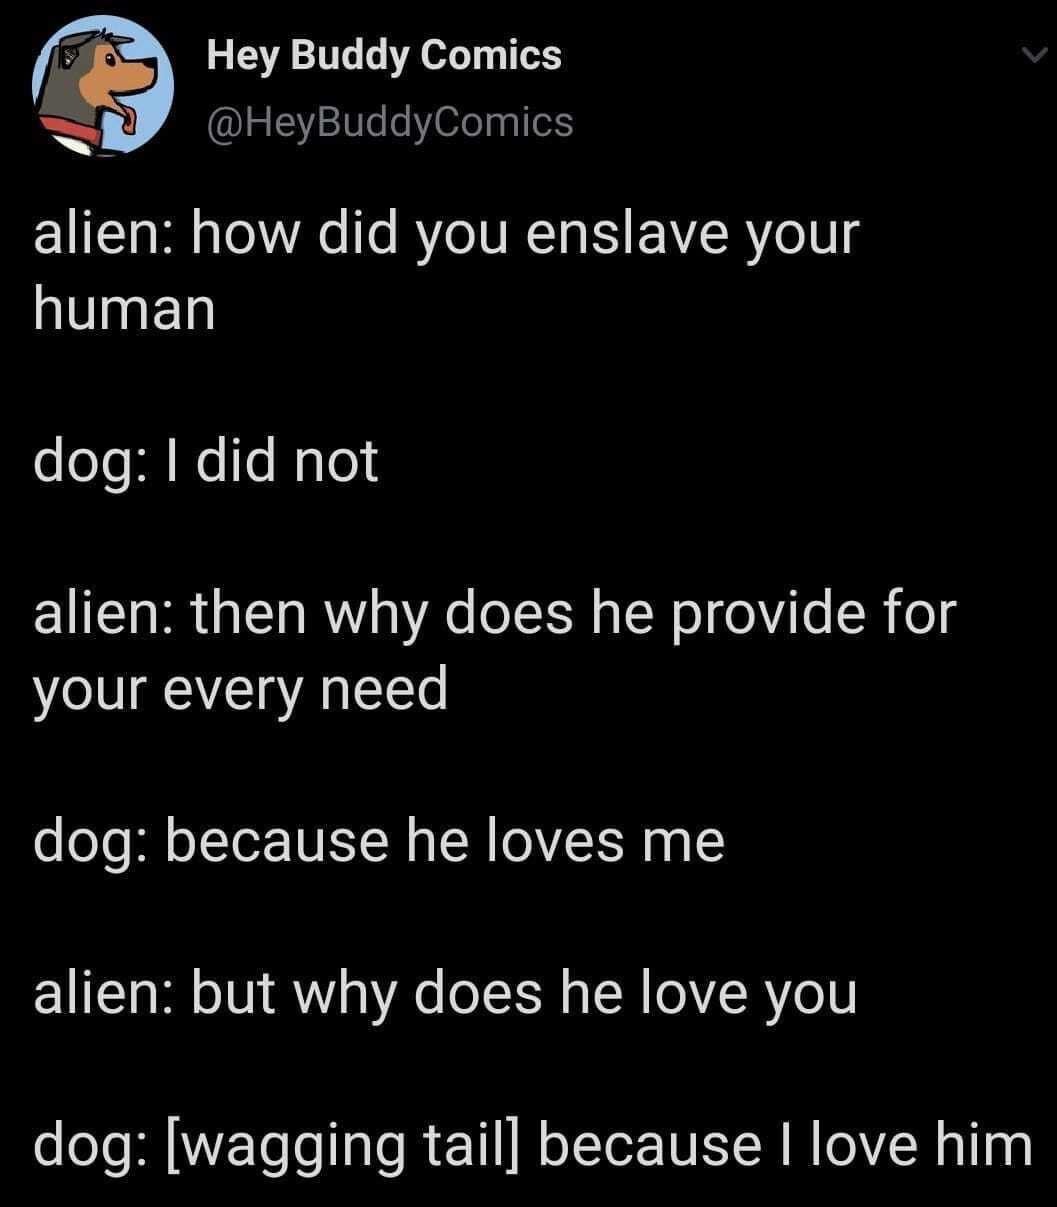 Hey Buddy Comics
@HeyBuddyComics
alien: how did you enslave your
human
dog: I did not
alien: then why does he provide for
your every need
dog: because he loves me
alien: but why does he love you
dog: [wagging tail] because I love him